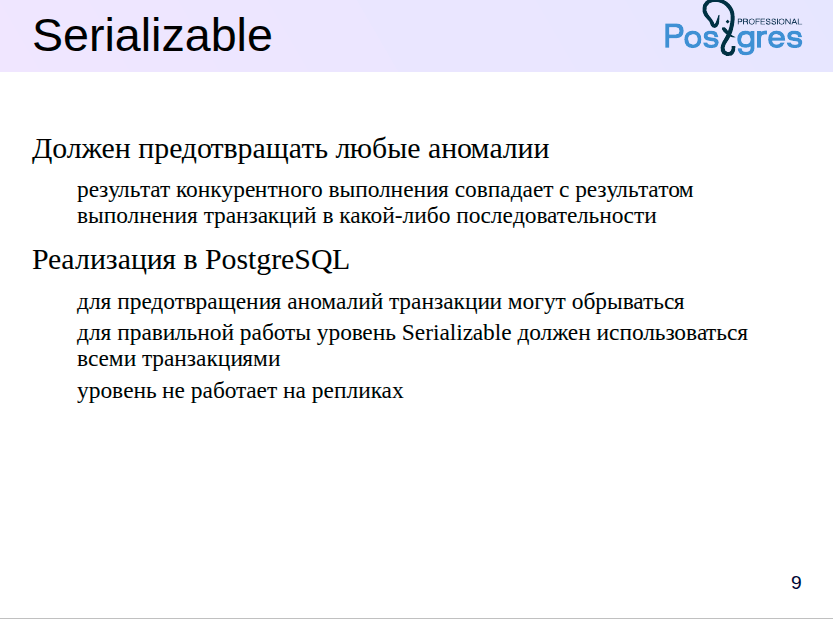 Serializable
PROFESSIONAL
Postgres
Должен предотвращать любые аномалии
результат конкурентного выполнения совпадает с результатом
выполнения транзакций в какой-либо последовательности
Реализация в PostgreSQL
для предотвращения аномалий транзакции могут обрываться
для правильной работы уровень Serializable должен использоваться
всеми транзакциями
уровень не работает на репликах
9